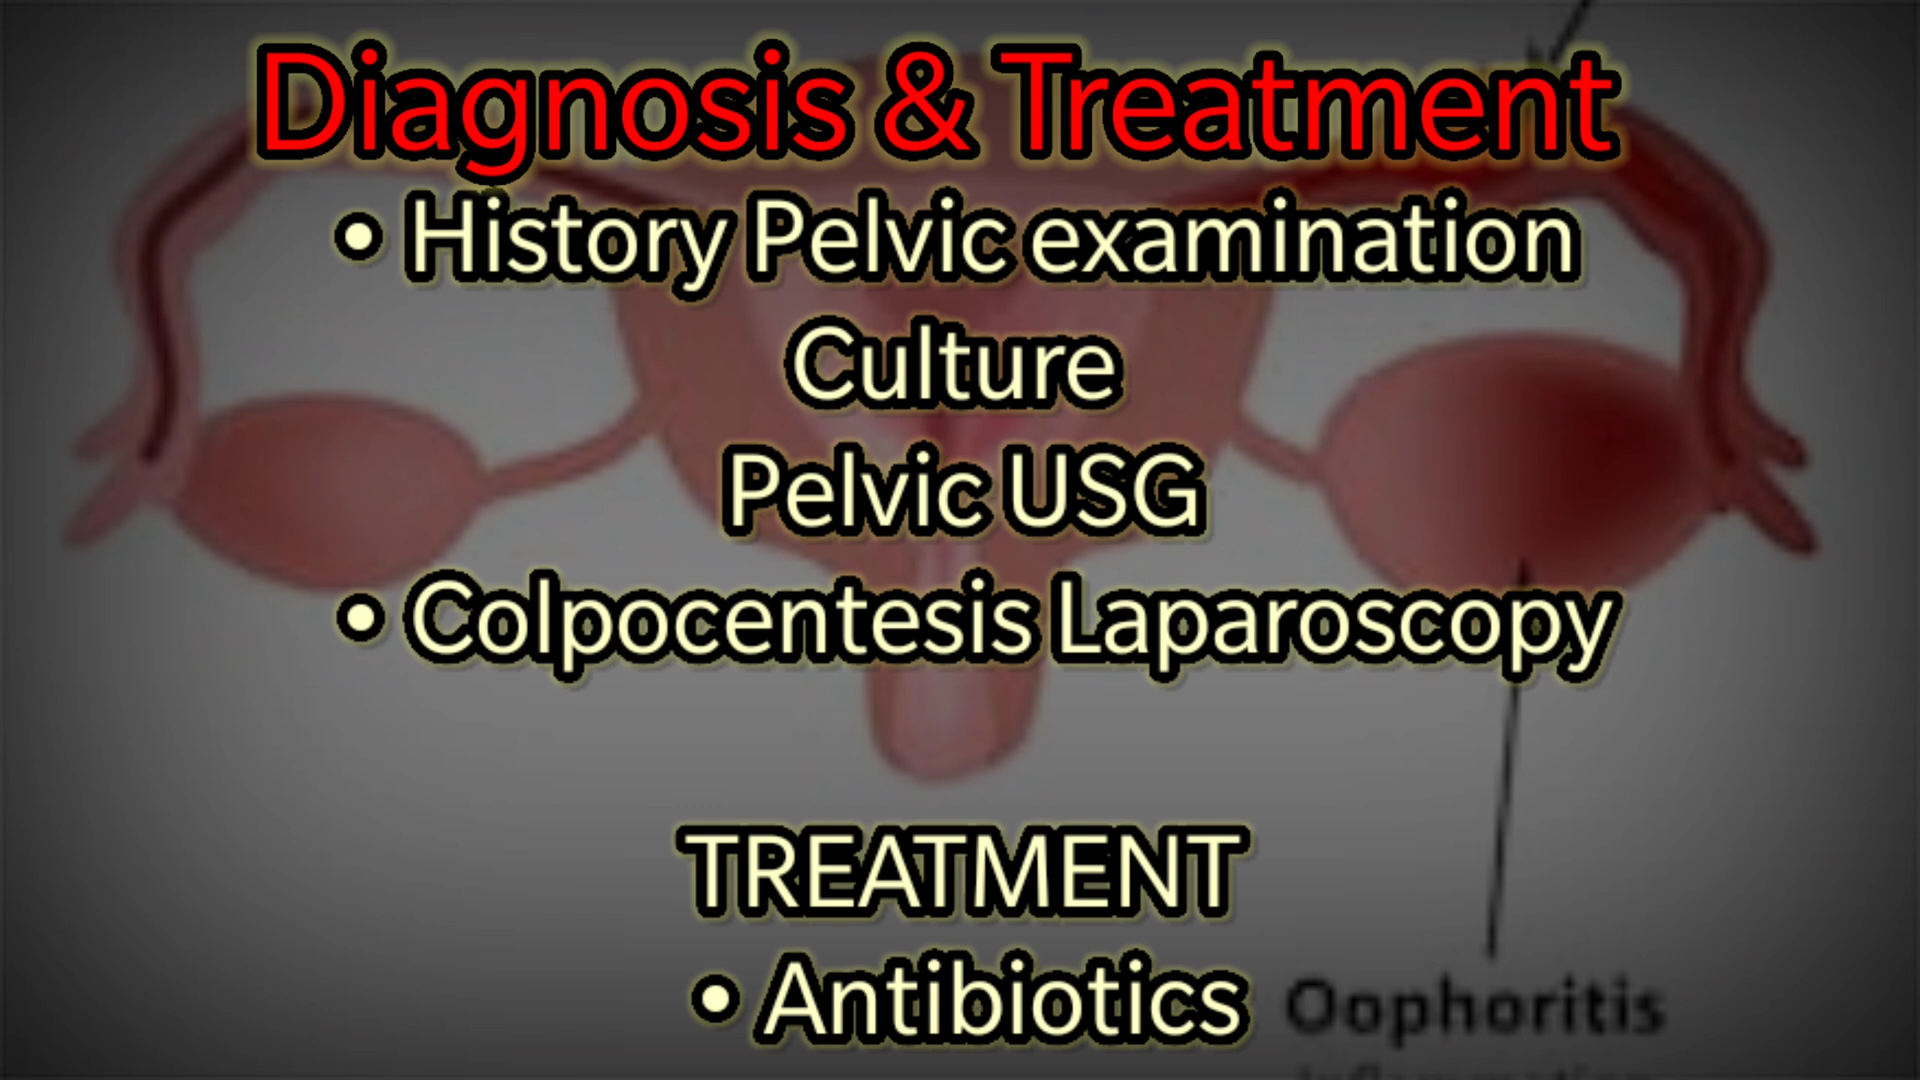 Diagnosis & Treatment
• History Pelvic examination
Culture
Pelvic USG
• Colpocentesis Laparoscopy
TREATMENT
• Antibiotics
Oophoritis